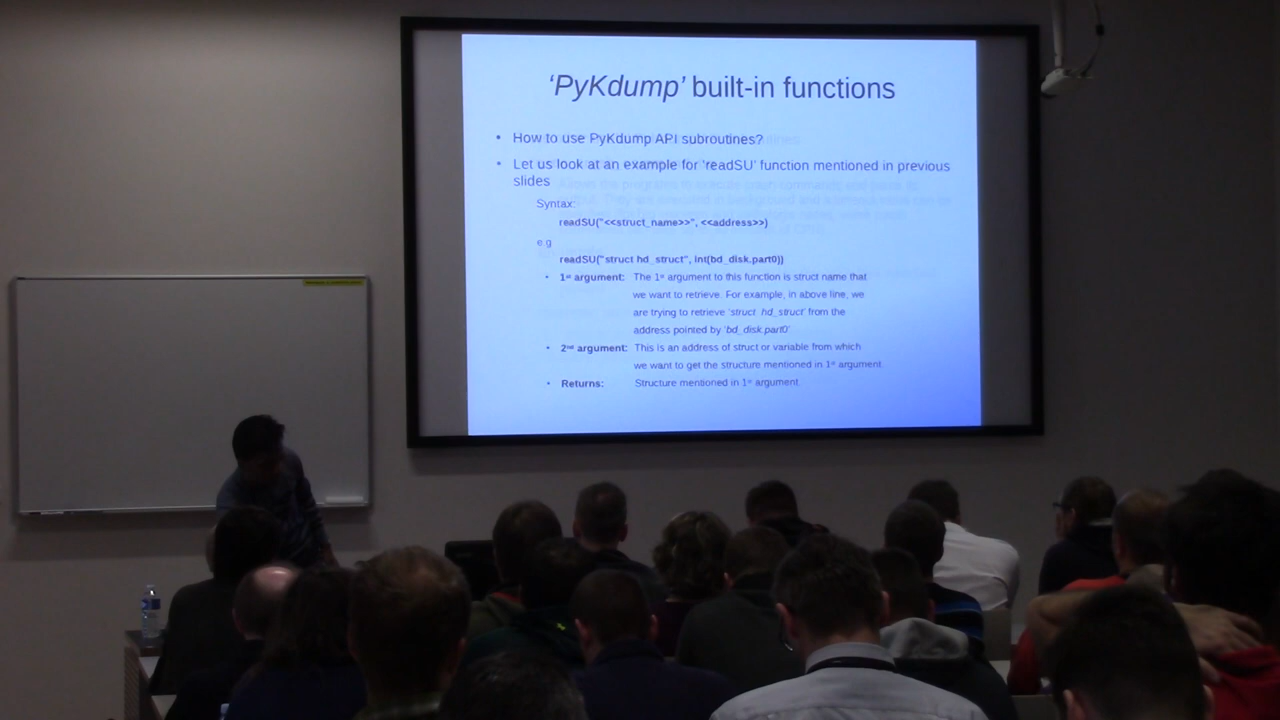 ‘PyKdump’ built-in functions
• How to use PyKdump API subroutines?
• Let us look at an example for 'readSU' function mentioned in previous
slides
Syntax:
readSU("<<struct_name>>", <<address>>)
e.g
readSU("struct hd_struct", int(bd_disk.part0))
• 1st argument: The 1st argument to this function is struct name that
we want to retrieve. For example, in above line, we
are trying to retrieve 'struct hd_struct' from the
address pointed by 'bd_disk.part0'
• 2nd argument: This is an address of struct or variable from which
we want to get the structure mentioned in 1st argument
• Returns: Structure mentioned in 1st argument